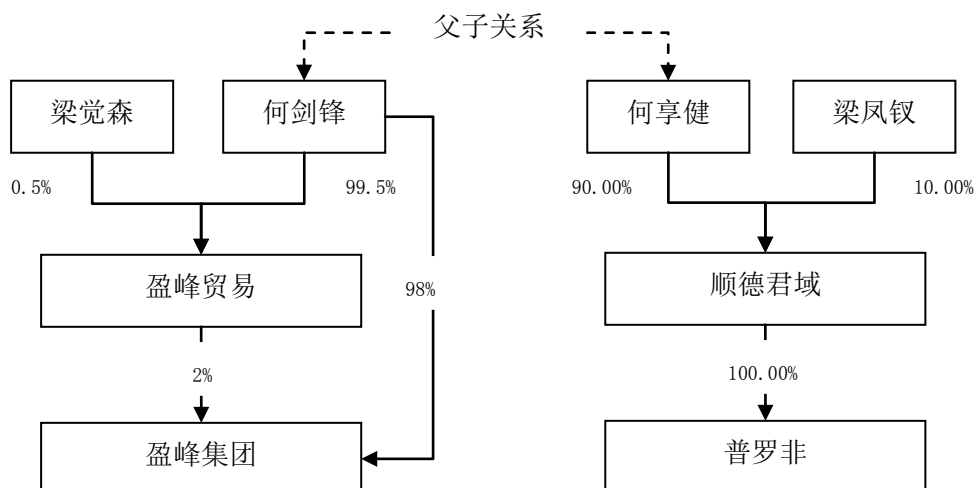 父子关系
梁觉森
何剑锋
何享健
梁凤钗
0.5%
99.5%
90.00%
10.00%
盈峰贸易
98%
顺德君域
2%
100.00%
盈峰集团
普罗非